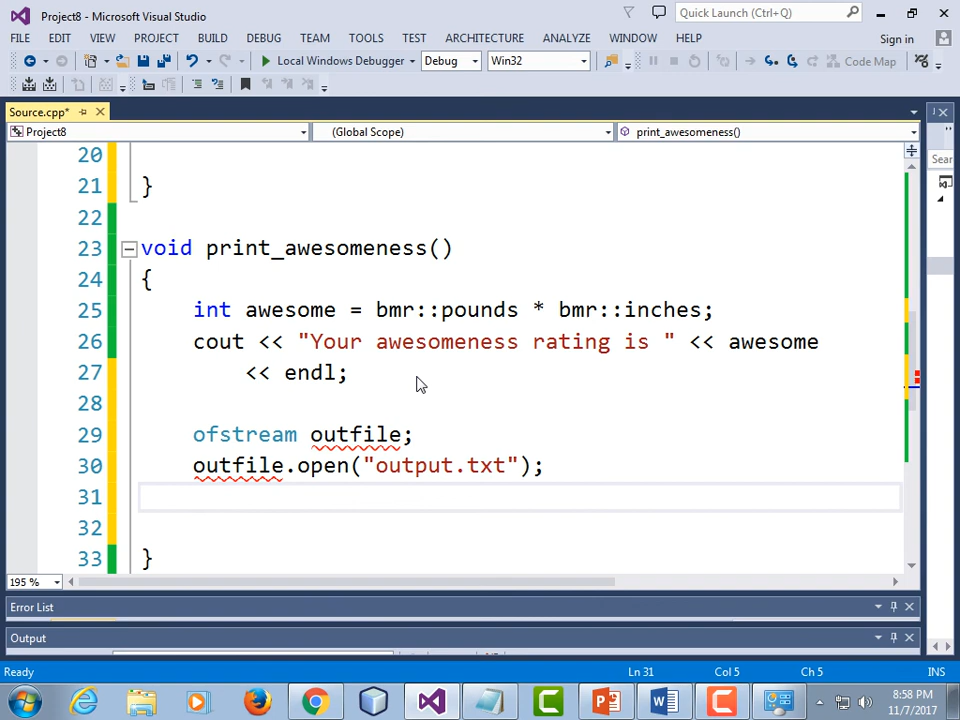 Project8 - Microsoft Visual Studio
Quick Launch (Ctrl+Q)
FILE EDIT VIEW PROJECT BUILD DEBUG TEAM TOOLS TEST ARCHITECTURE ANALYZE WINDOW HELP Sign in
Local Windows Debugger Debug Win32 Code Map
Source.cpp*
Project8 (Global Scope) print_awesomeness()
Sear
20
21 }
22
23 void print_awesomeness()
24 {
25 int awesome = bmr::pounds * bmr::inches;
26 cout << "Your awesomeness rating is " << awesome
27 << endl;
28
29 ofstream outfile;
30 outfile.open("output.txt");
31
32
33 }
195 %
Error List
Output
Ready Ln 31 Col 5 Ch 5 INS
8:58 PM
11/7/2017